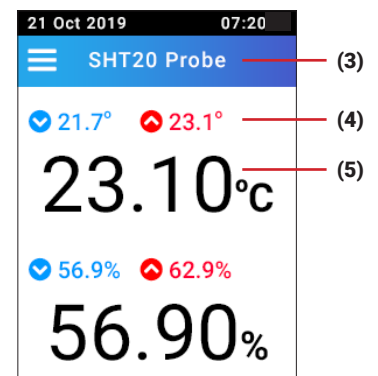 21 Oct 2019 07:20
SHT20 Probe (3)
21.7° 23.1° (4)
23.10°c (5)
56.9% 62.9%
56.90%